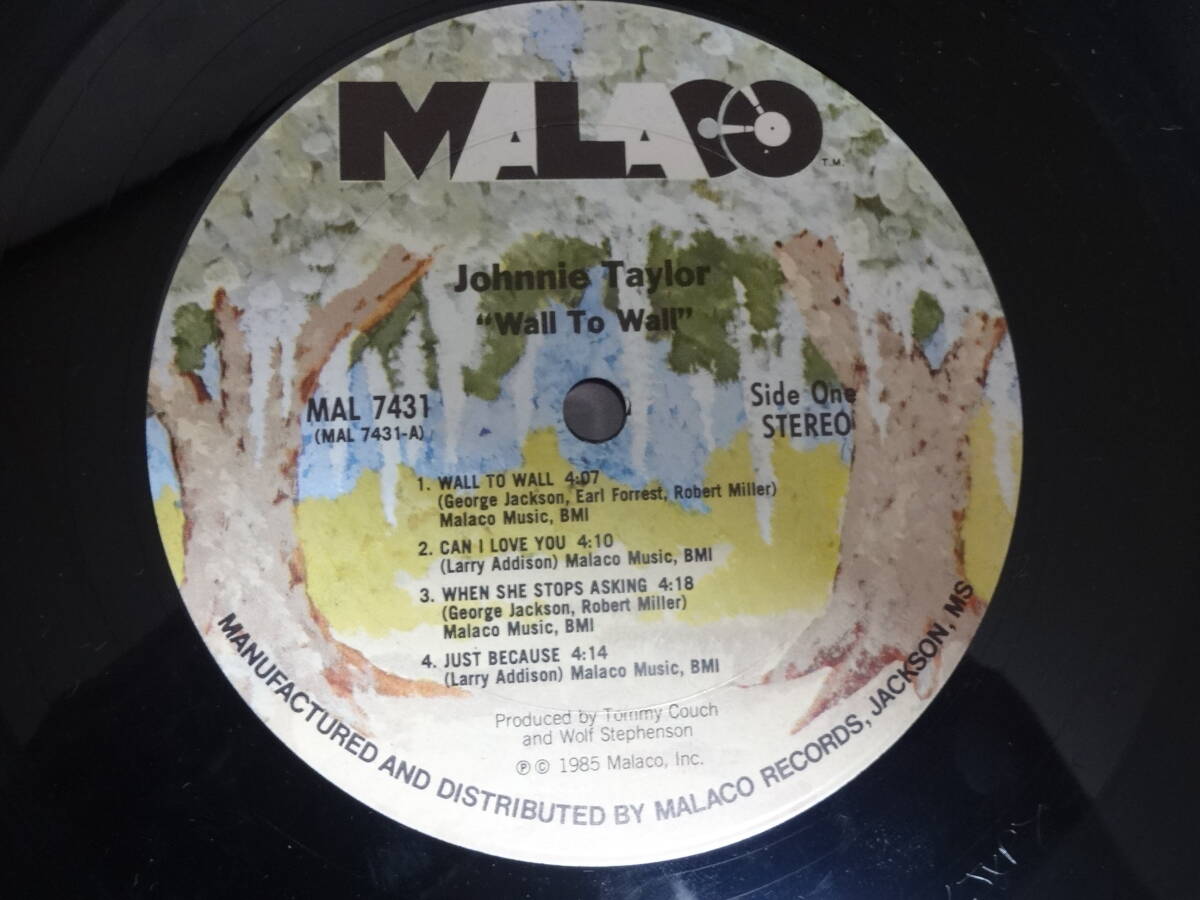 MALACO
T.M.
Johnnie Taylor
"Wall To Wall"
MAL 7431
(MAL 7431-A)
Side One
STEREO
1. WALL TO WALL 4:07
(George Jackson, Earl Forrest, Robert Miller)
Malaco Music, BMI
2. CAN I LOVE YOU 4:10
(Larry Addison) Malaco Music, BMI
3. WHEN SHE STOPS ASKING 4:18
(George Jackson, Robert Miller)
Malaco Music, BMI
4. JUST BECAUSE 4:14
(Larry Addison) Malaco Music, BMI
Produced by Tommy Couch
and Wolf Stephenson
℗ © 1985 Malaco, Inc.
MANUFACTURED AND DISTRIBUTED BY MALACO RECORDS, JACKSON, MS